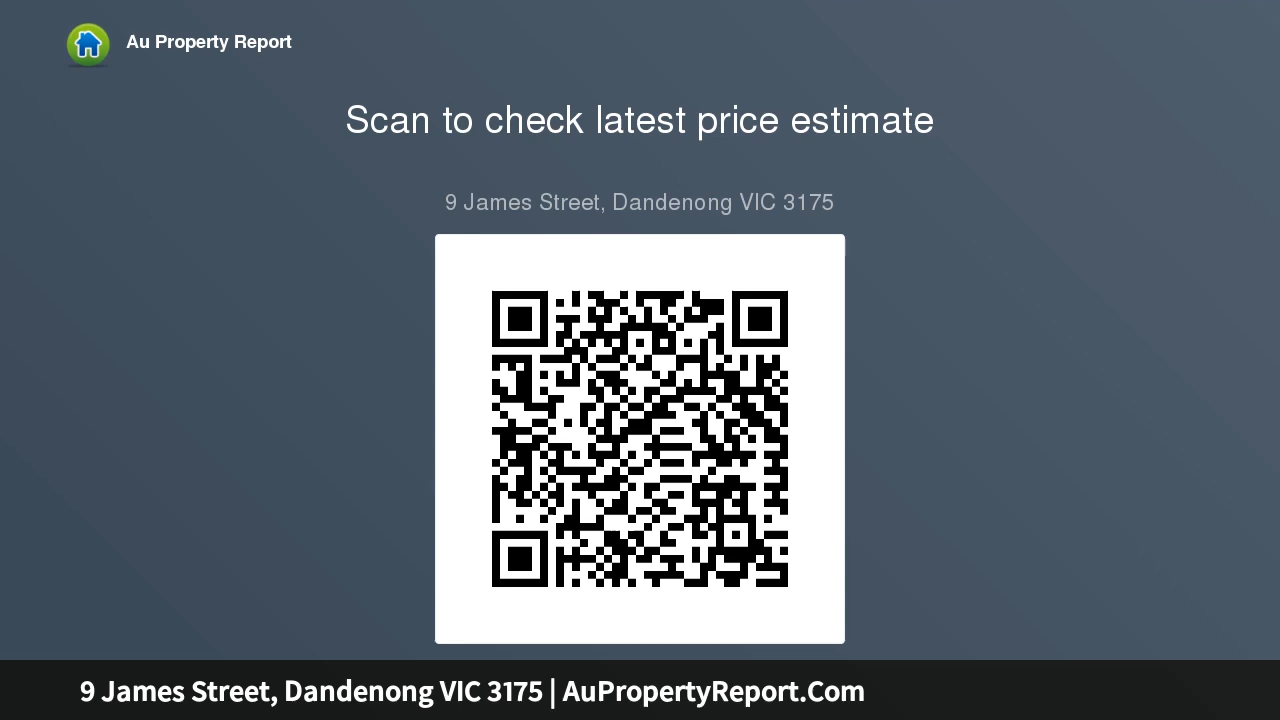 Au Property Report
Scan to check latest price estimate
9 James Street, Dandenong VIC 3175
9 James Street, Dandenong VIC 3175 | AuPropertyReport.Com